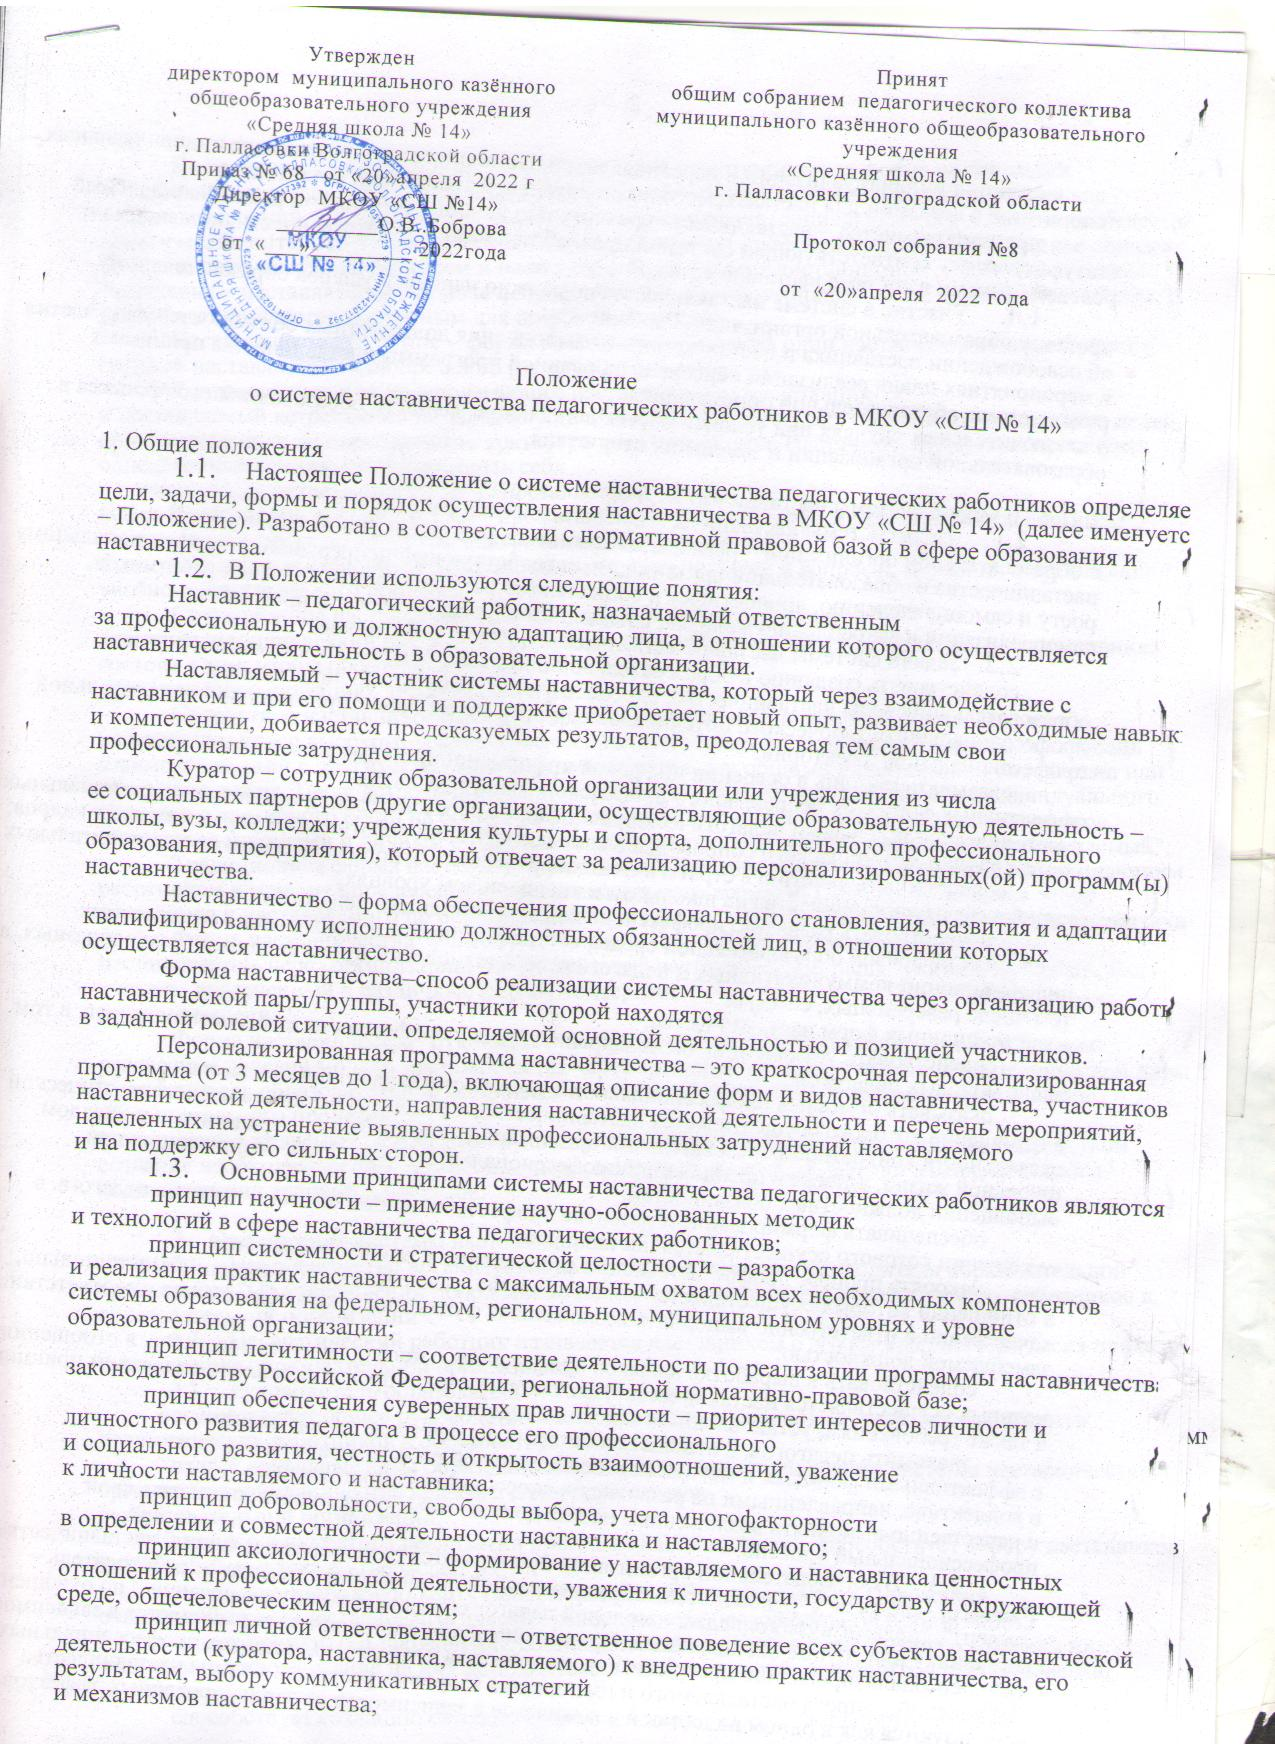 Утвержден
директором муниципального казённого
общеобразовательного учреждения
«Средняя школа № 14»
г. Палласовки Волгоградской области
Приказ № 68 от «20»апреля 2022 г
Директор МКОУ «СШ №14»
О.В. Боброва
от « » 2022года
МКОУ
«СШ № 14»
Принят
общим собранием педагогического коллектива
муниципального казённого общеобразовательного
учреждения
«Средняя школа № 14»
г. Палласовки Волгоградской области
Протокол собрания №8
от «20»апреля 2022 года
Положение
о системе наставничества педагогических работников в МКОУ «СШ № 14»
1. Общие положения
1.1. Настоящее Положение о системе наставничества педагогических работников определяе
цели, задачи, формы и порядок осуществления наставничества в МКОУ «СШ № 14» (далее именуетс
– Положение). Разработано в соответствии с нормативной правовой базой в сфере образования и
наставничества.
1.2. В Положении используются следующие понятия:
Наставник – педагогический работник, назначаемый ответственным
за профессиональную и должностную адаптацию лица, в отношении которого осуществляется
наставническая деятельность в образовательной организации.
Наставляемый – участник системы наставничества, который через взаимодействие с
наставником и при его помощи и поддержке приобретает новый опыт, развивает необходимые навык
и компетенции, добивается предсказуемых результатов, преодолевая тем самым свои
профессиональные затруднения.
Куратор – сотрудник образовательной организации или учреждения из числа
ее социальных партнеров (другие организации, осуществляющие образовательную деятельность –
школы, вузы, колледжи; учреждения культуры и спорта, дополнительного профессионального
образования, предприятия), который отвечает за реализацию персонализированных(ой) программ(ы)
наставничества.
Наставничество – форма обеспечения профессионального становления, развития и адаптации
квалифицированному исполнению должностных обязанностей лиц, в отношении которых
осуществляется наставничество.
Форма наставничества–способ реализации системы наставничества через организацию работы
наставнической пары/группы, участники которой находятся
в заданной ролевой ситуации, определяемой основной деятельностью и позицией участников.
Персонализированная программа наставничества – это краткосрочная персонализированная
программа (от 3 месяцев до 1 года), включающая описание форм и видов наставничества, участников
наставнической деятельности, направления наставнической деятельности и перечень мероприятий,
нацеленных на устранение выявленных профессиональных затруднений наставляемого
и на поддержку его сильных сторон.
1.3. Основными принципами системы наставничества педагогических работников являются
принцип научности – применение научно-обоснованных методик
и технологий в сфере наставничества педагогических работников;
принцип системности и стратегической целостности – разработка
и реализация практик наставничества с максимальным охватом всех необходимых компонентов
системы образования на федеральном, региональном, муниципальном уровнях и уровне
образовательной организации;
принцип легитимности – соответствие деятельности по реализации программы наставничества
законодательству Российской Федерации, региональной нормативно-правовой базе;
принцип обеспечения суверенных прав личности – приоритет интересов личности и
личностного развития педагога в процессе его профессионального
и социального развития, честность и открытость взаимоотношений, уважение
к личности наставляемого и наставника;
принцип добровольности, свободы выбора, учета многофакторности
в определении и совместной деятельности наставника и наставляемого;
принцип аксиологичности – формирование у наставляемого и наставника ценностных
отношений к профессиональной деятельности, уважения к личности, государству и окружающей
среде, общечеловеческим ценностям;
принцип личной ответственности – ответственное поведение всех субъектов наставнической
деятельности (куратора, наставника, наставляемого) к внедрению практик наставничества, его
результатам, выбору коммуникативных стратегий
и механизмов наставничества;